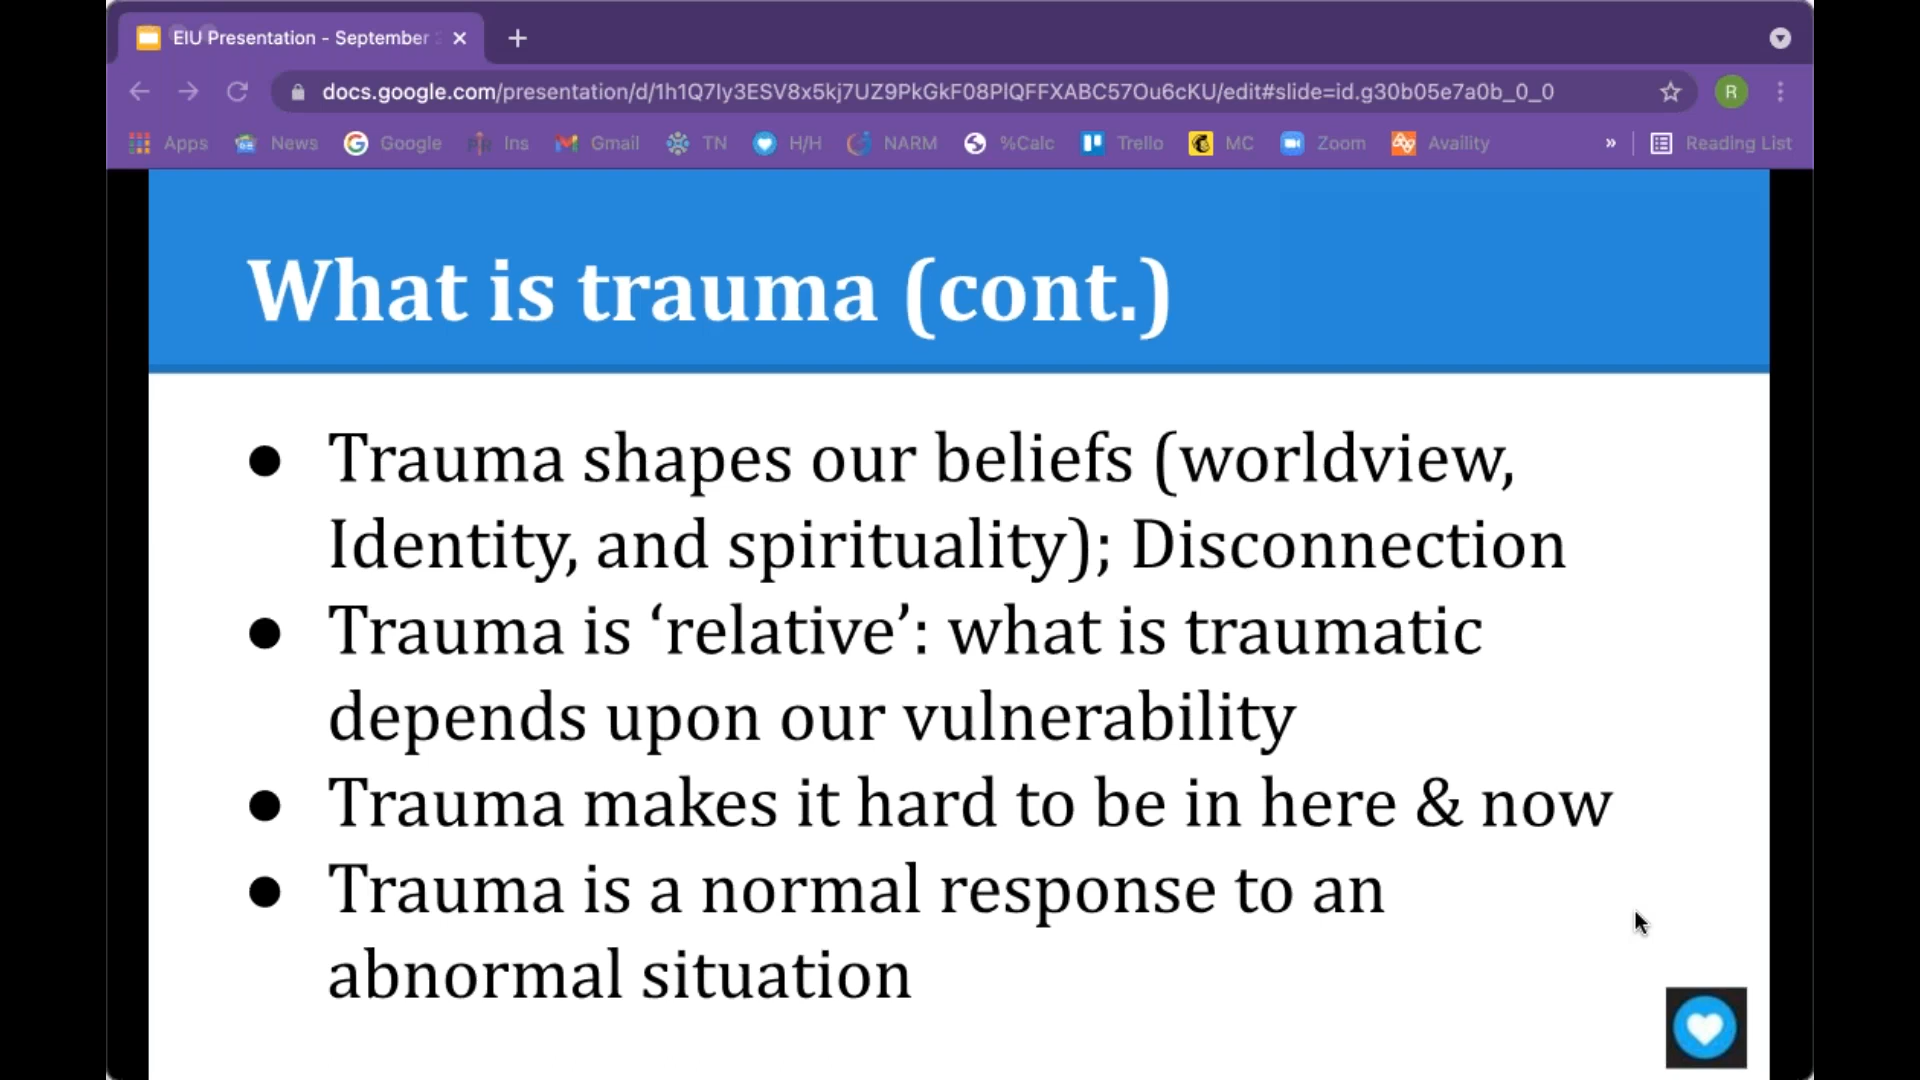 EIU Presentation - September
docs.google.com/presentation/d/1h1Q7Iy3ESV8x5kj7UZ9PkGkF08PlQFFXABC57Ou6cKU/edit#slide=id.g30b05e7a0b_0_0
R
Apps News Google Ins Gmail TN H/H NARM %Calc Trello MC Zoom Availity » Reading List
What is trauma (cont.)
● Trauma shapes our beliefs (worldview,
Identity, and spirituality); Disconnection
● Trauma is ‘relative’: what is traumatic
depends upon our vulnerability
● Trauma makes it hard to be in here & now
● Trauma is a normal response to an
abnormal situation